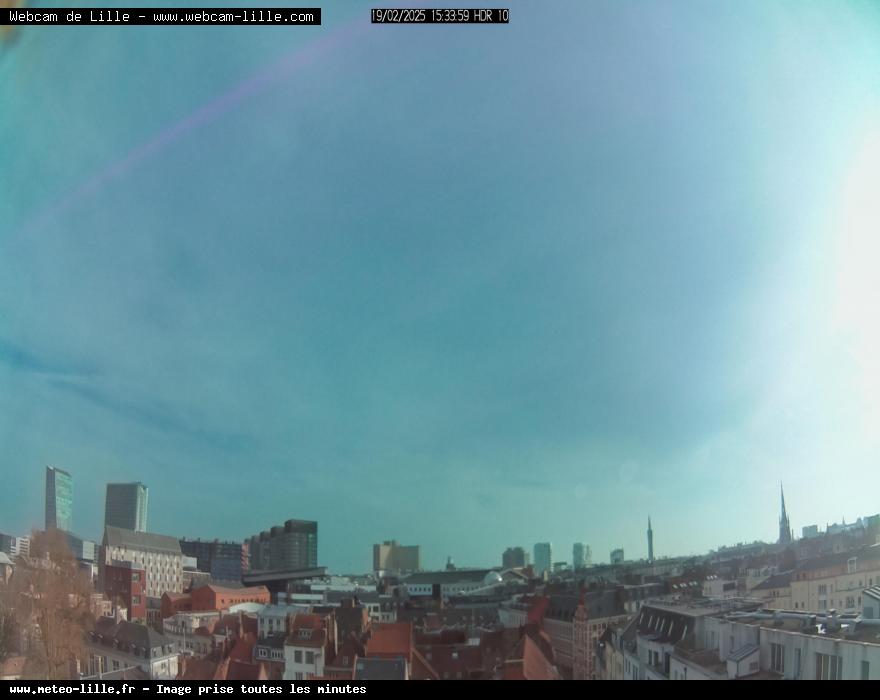 Webcam de Lille - www.webcam-lille.com
19/02/2025 15:33:59 HDR 10
www.meteo-lille.fr - Image prise toutes les minutes